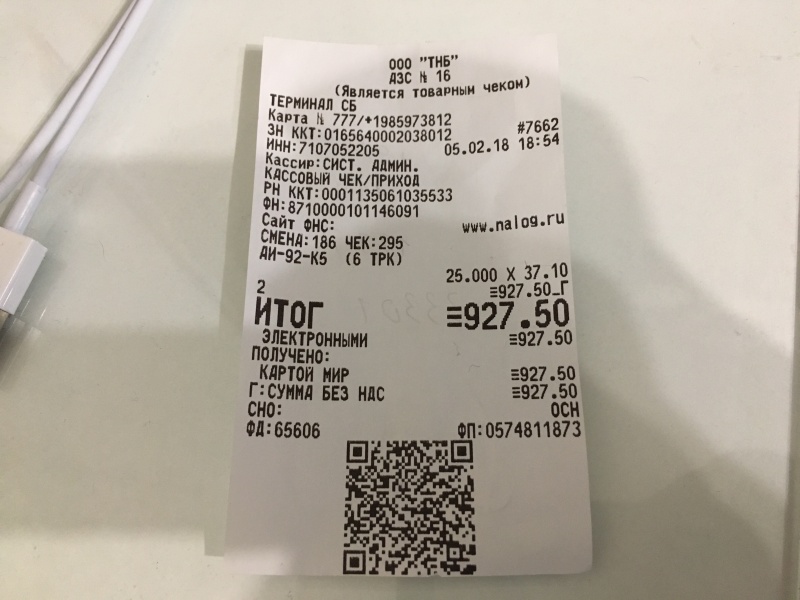 ООО "ТНБ"
АЗС № 16
(Является товарным чеком)
ТЕРМИНАЛ СБ
Карта № 777/+1985973812
ЗН ККТ:0165640002038012 #7662
ИНН:7107052205 05.02.18 18:54
Кассир:СИСТ. АДМИН.
КАССОВЫЙ ЧЕК/ПРИХОД
РН ККТ:0001135061035533
ФН:8710000101146091
Сайт ФНС: www.nalog.ru
СМЕНА:186 ЧЕК:295
АИ-92-К5 (6 ТРК)
25.000 X 37.10
2 ≡927.50_Г
ИТОГ ≡927.50
ЭЛЕКТРОННЫМИ ≡927.50
ПОЛУЧЕНО:
КАРТОЙ МИР ≡927.50
Г:СУММА БЕЗ НДС ≡927.50
СНО: ОСН
ФД:65606 ФП:0574811873